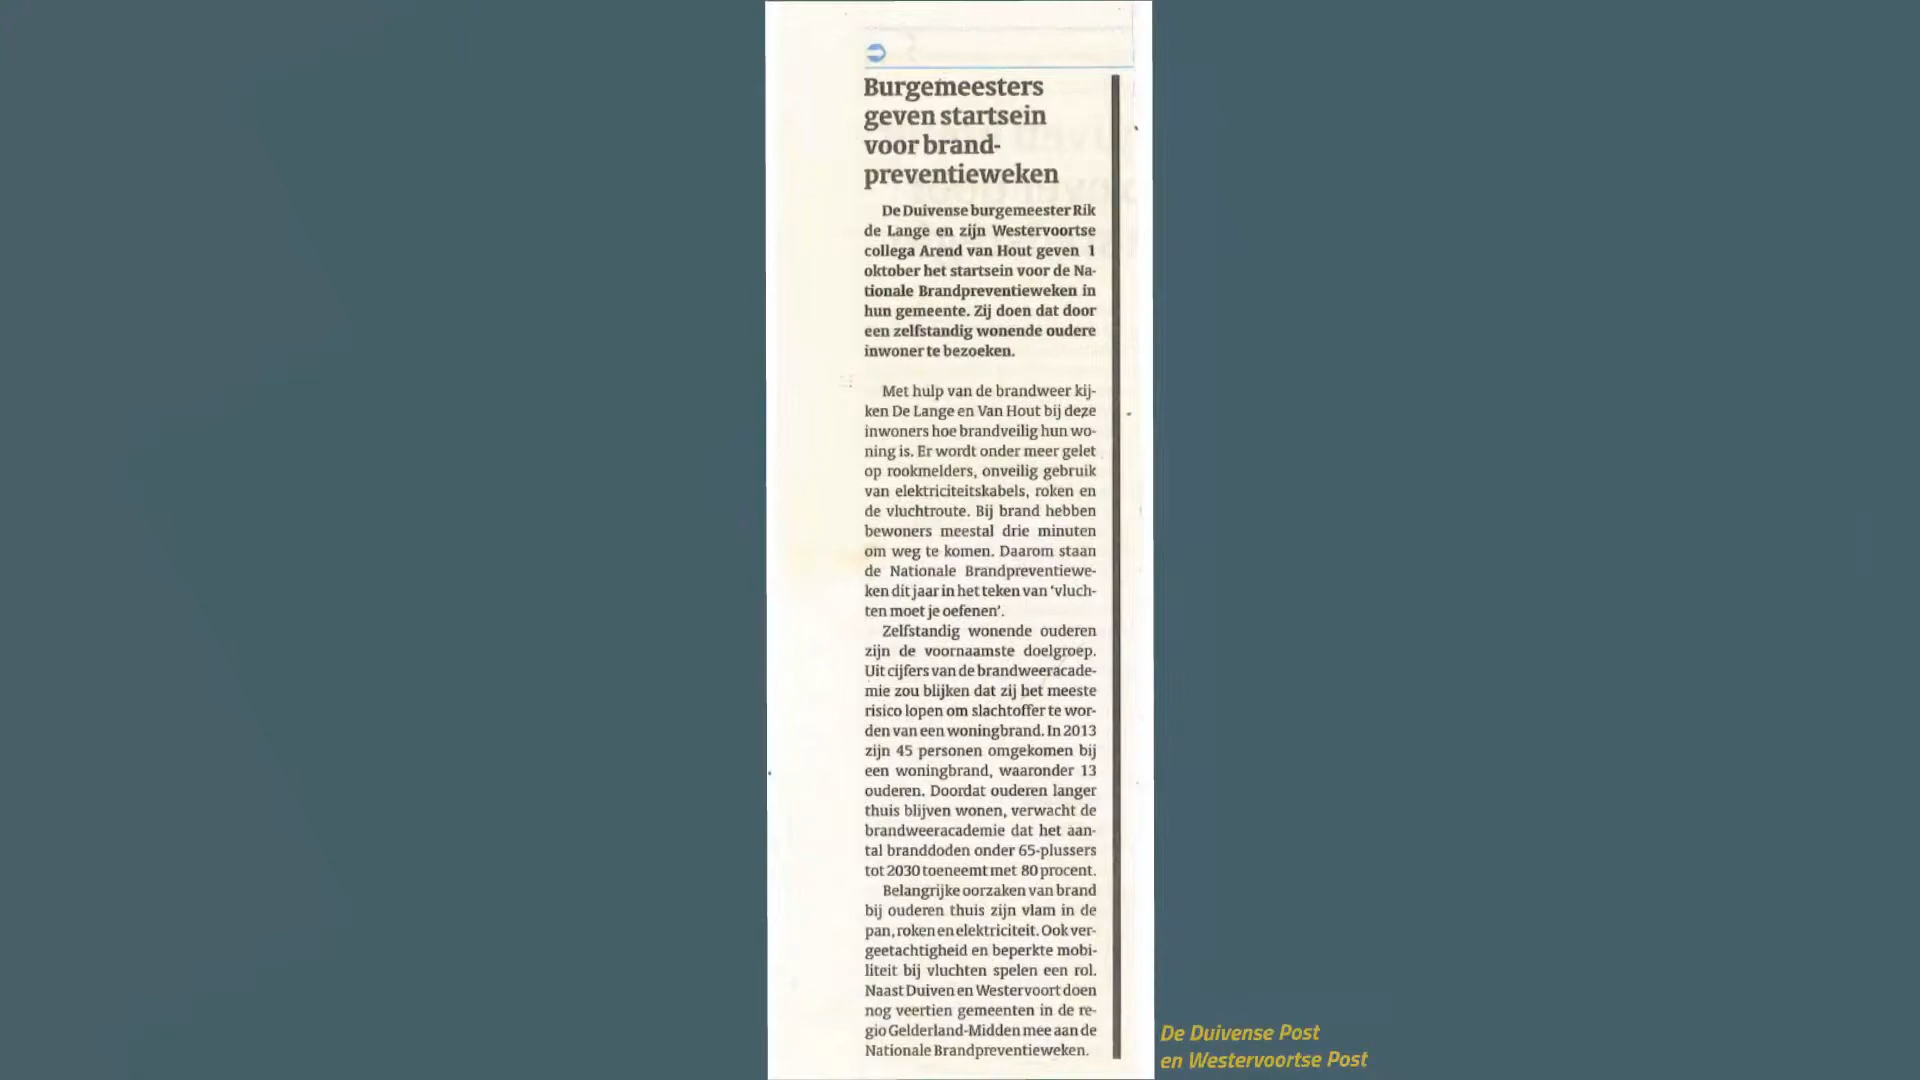 Burgemeesters
geven startsein
voor brand-
preventieweken
De Duivense burgemeester Rik
de Lange en zijn Westervoortse
collega Arend van Hout geven 1
oktober het startsein voor de Na-
tionale Brandpreventieweken in
hun gemeente. Zij doen dat door
een zelfstandig wonende oudere
inwoner te bezoeken.
Met hulp van de brandweer kij-
ken De Lange en Van Hout bij deze
inwoners hoe brandveilig hun wo-
ning is. Er wordt onder meer gelet
op rookmelders, onveilig gebruik
van elektriciteitskabels, roken en
de vluchtroute. Bij brand hebben
bewoners meestal drie minuten
om weg te komen. Daarom staan
de Nationale Brandpreventiewe-
ken dit jaar in het teken van ‘vluch-
ten moet je oefenen’.
Zelfstandig wonende ouderen
zijn de voornaamste doelgroep.
Uit cijfers van de brandweeracade-
mie zou blijken dat zij het meeste
risico lopen om slachtoffer te wor-
den van een woningbrand. In 2013
zijn 45 personen omgekomen bij
een woningbrand, waaronder 13
ouderen. Doordat ouderen langer
thuis blijven wonen, verwacht de
brandweeracademie dat het aan-
tal branddoden onder 65-plussers
tot 2030 toeneemt met 80 procent.
Belangrijke oorzaken van brand
bij ouderen thuis zijn vlam in de
pan, roken en elektriciteit. Ook ver-
geetachtigheid en beperkte mobi-
liteit bij vluchten spelen een rol.
Naast Duiven en Westervoort doen
nog veertien gemeenten in de re-
gio Gelderland-Midden mee aan de
Nationale Brandpreventieweken.
De Duivense Post
en Westervoortse Post